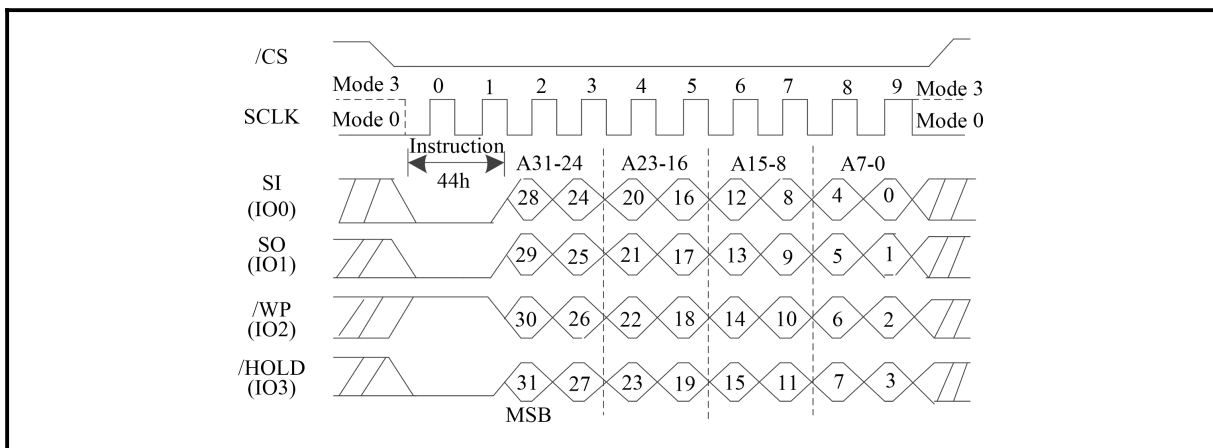 /CS
Mode 3 0 1 2 3 4 5 6 7 8 9 Mode 3
SCLK Mode 0 Mode 0
Instruction A31-24 A23-16 A15-8 A7-0
44h
SI
(IO0)
28 24 20 16 12 8 4 0
SO
(IO1)
29 25 21 17 13 9 5 1
/WP
(IO2)
30 26 22 18 14 10 6 2
/HOLD
(IO3)
31 27 23 19 15 11 7 3
MSB